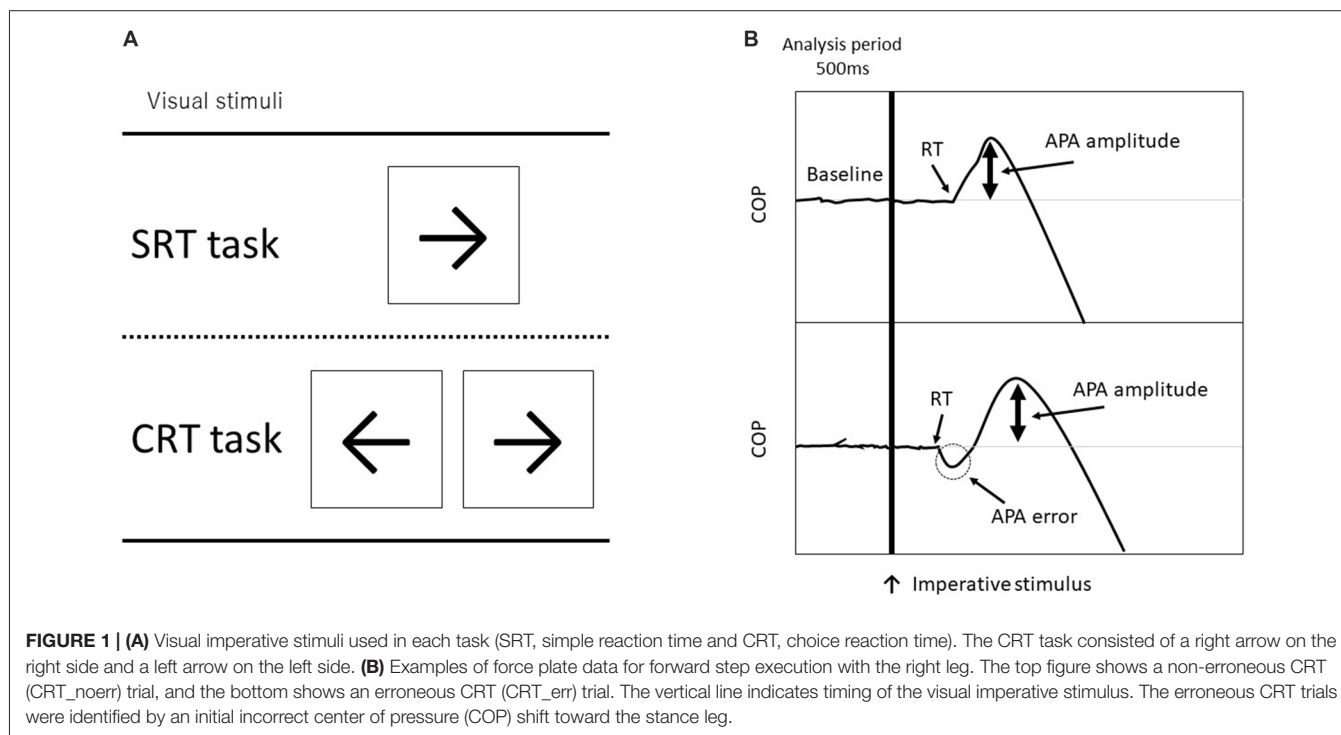 A
Visual stimuli
SRT task
CRT task
B
Analysis period
500ms
Baseline
RT
APA amplitude
COP
RT
APA amplitude
COP
APA error
↑ Imperative stimulus
FIGURE 1 | (A) Visual imperative stimuli used in each task (SRT, simple reaction time and CRT, choice reaction time). The CRT task consisted of a right arrow on the
right side and a left arrow on the left side. (B) Examples of force plate data for forward step execution with the right leg. The top figure shows a non-erroneous CRT
(CRT_noerr) trial, and the bottom shows an erroneous CRT (CRT_err) trial. The vertical line indicates timing of the visual imperative stimulus. The erroneous CRT trials
were identified by an initial incorrect center of pressure (COP) shift toward the stance leg.